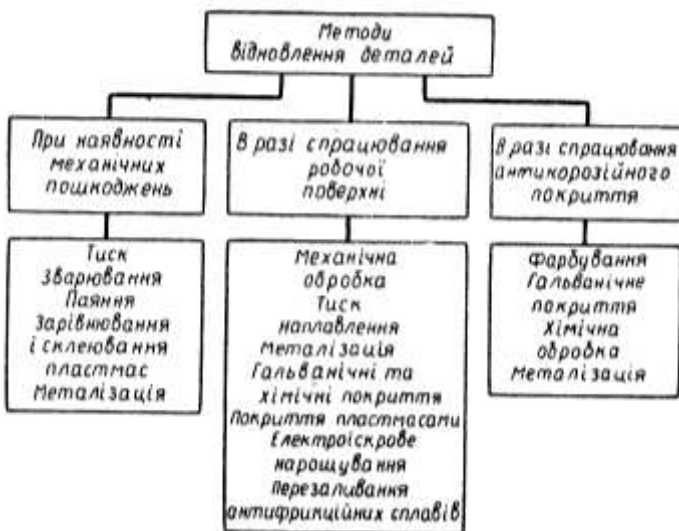 Методи
відновлення деталей
При наявності
механічних
пошкоджень
В разі спрацювання
робочої
поверхні
В разі спрацювання
антикорозійного
покриття
Тиск
Зварювання
Паяння
Зарівнювання
і склеювання
пластмас
Металізація
Механічна
обробка
Тиск
наплавлення
Металізація
Гальванічні та
хімічні покриття
Покриття пластмасами
Електроіскрове
нарощування
Перезаливання
антифрикційних сплавів
Фарбування
Гальванічне
покриття
Хімічна
обробка
Металізація